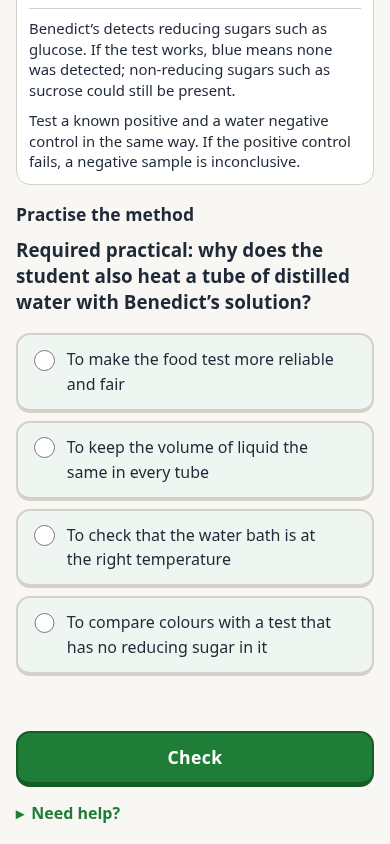 Benedict’s detects reducing sugars such as
glucose. If the test works, blue means none
was detected; non-reducing sugars such as
sucrose could still be present.
Test a known positive and a water negative
control in the same way. If the positive control
fails, a negative sample is inconclusive.
Practise the method
Required practical: why does the
student also heat a tube of distilled
water with Benedict’s solution?
To make the food test more reliable
and fair
To keep the volume of liquid the
same in every tube
To check that the water bath is at
the right temperature
To compare colours with a test that
has no reducing sugar in it
Check
▸ Need help?